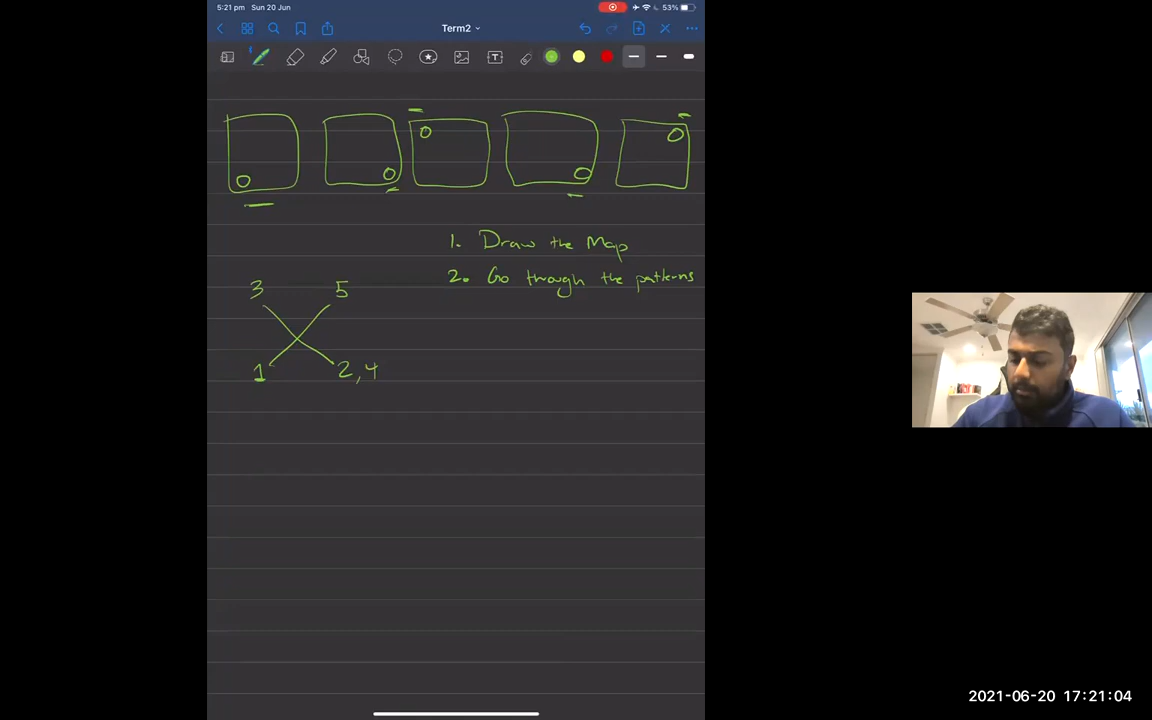 5:21 pm Sun 20 Jun
53%
Term2
1. Draw the Map
2. Go through the patterns
3 5
1 2,4
2021-06-20 17:21:04